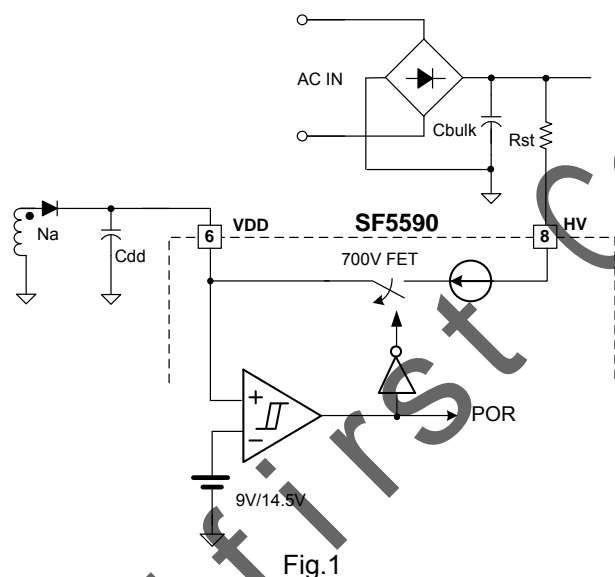 AC IN
Cbulk
Rst
Na
Cdd
6
VDD
SF5590
8
HV
700V FET
+
−
POR
9V/14.5V
Fig.1
first